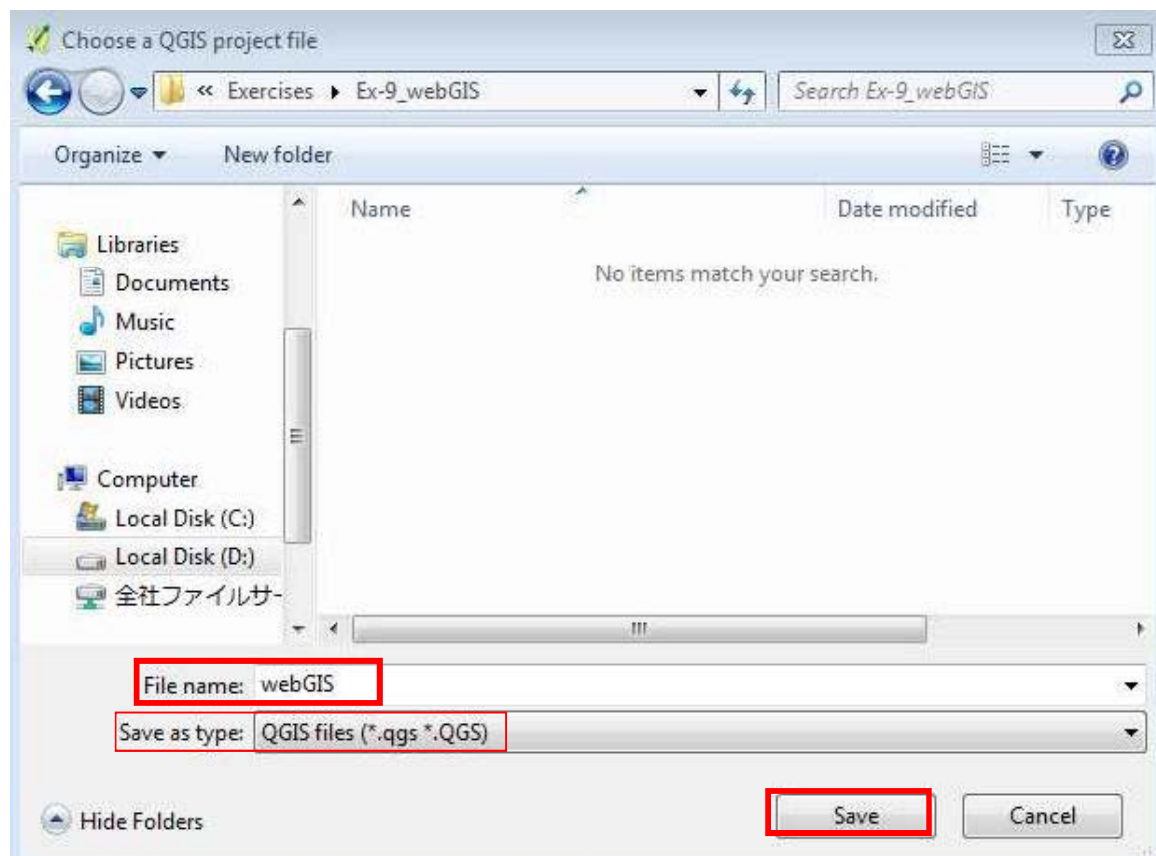 Choose a QGIS project file
« Exercises ▸ Ex-9_webGIS
Search Ex-9_webGIS
Organize ▾ New folder
Name Date modified Type
No items match your search.
Libraries
Documents
Music
Pictures
Videos
Computer
Local Disk (C:)
Local Disk (D:)
全社ファイルサ-
File name: webGIS
Save as type: QGIS files (*.qgs *.QGS)
Hide Folders
Save Cancel